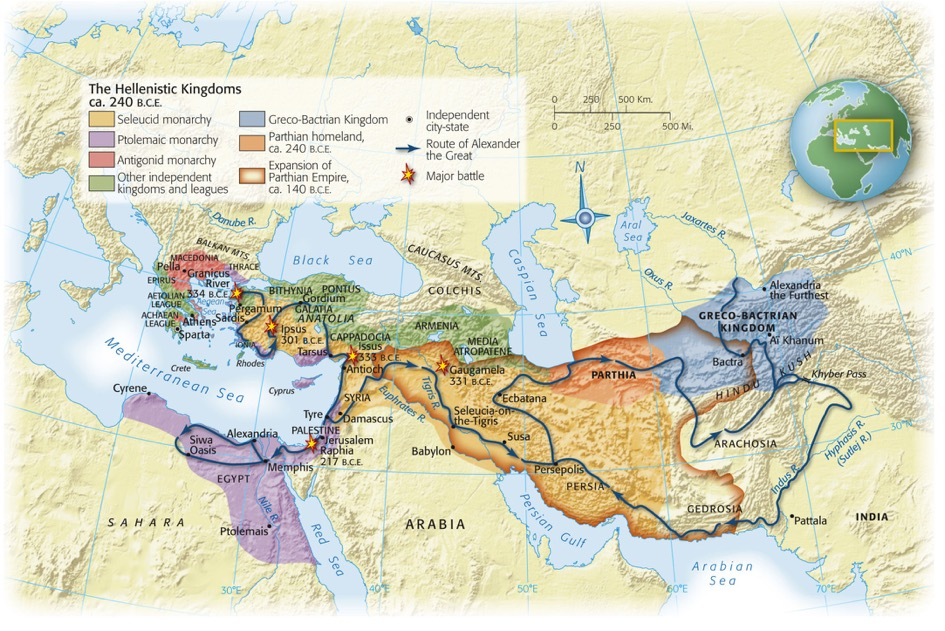 The Hellenistic Kingdoms
ca. 240 B.C.E.
Seleucid monarchy
Ptolemaic monarchy
Antigonid monarchy
Other independent
kingdoms and leagues
Greco-Bactrian Kingdom
Parthian homeland,
ca. 240 B.C.E.
Expansion of
Parthian Empire,
ca. 140 B.C.E.
Independent
city-state
Route of Alexander
the Great
Major battle
0 250 500 Km.
0 250 500 Mi.
N
Danube R.
BALKAN MTS.
Black Sea
CAUCASUS MTS.
COLCHIS
Caspian
Sea
Aral
Sea
Jaxartes R.
Oxus R.
40°N
MACEDONIA
Pella
THRACE
Granicus
River
334 B.C.E.
EPIRUS
AETOLIAN
LEAGUE
Aegean
ACHAEAN
LEAGUE
Athens
Sparta
Pergamum
Sardis
IONIA
BITHYNIA
PONTUS
Gordium
GALATIA
ANATOLIA
Ipsus
301 B.C.E.
CAPPADOCIA
ARMENIA
MEDIA
ATROPATENE
Issus
333 B.C.E.
Tarsus
Antioch
Gaugamela
331 B.C.E.
Rhodes
Crete
Cyprus
Mediterranean Sea
Cyrene
SYRIA
Tigris R.
Euphrates R.
Tyre
Damascus
PALESTINE
Jerusalem
Raphia
217 B.C.E.
Siwa
Oasis
Alexandria
Memphis
EGYPT
Nile R.
Ptolemais
SAHARA
Red Sea
ARABIA
Babylon
Seleucia-on-
the-Tigris
Susa
Ecbatana
Persepolis
PERSIA
Persian Gulf
PARTHIA
Alexandria
the Furthest
GRECO-BACTRIAN
KINGDOM
Aï Khanum
Bactra
HINDU KUSH
Khyber Pass
ARACHOSIA
30°N
Hyphasis R.
(Sutlej R.)
Indus R.
GEDROSIA
Pattala
INDIA
Arabian
Sea
30°E
40°E
50°E
60°E
70°E